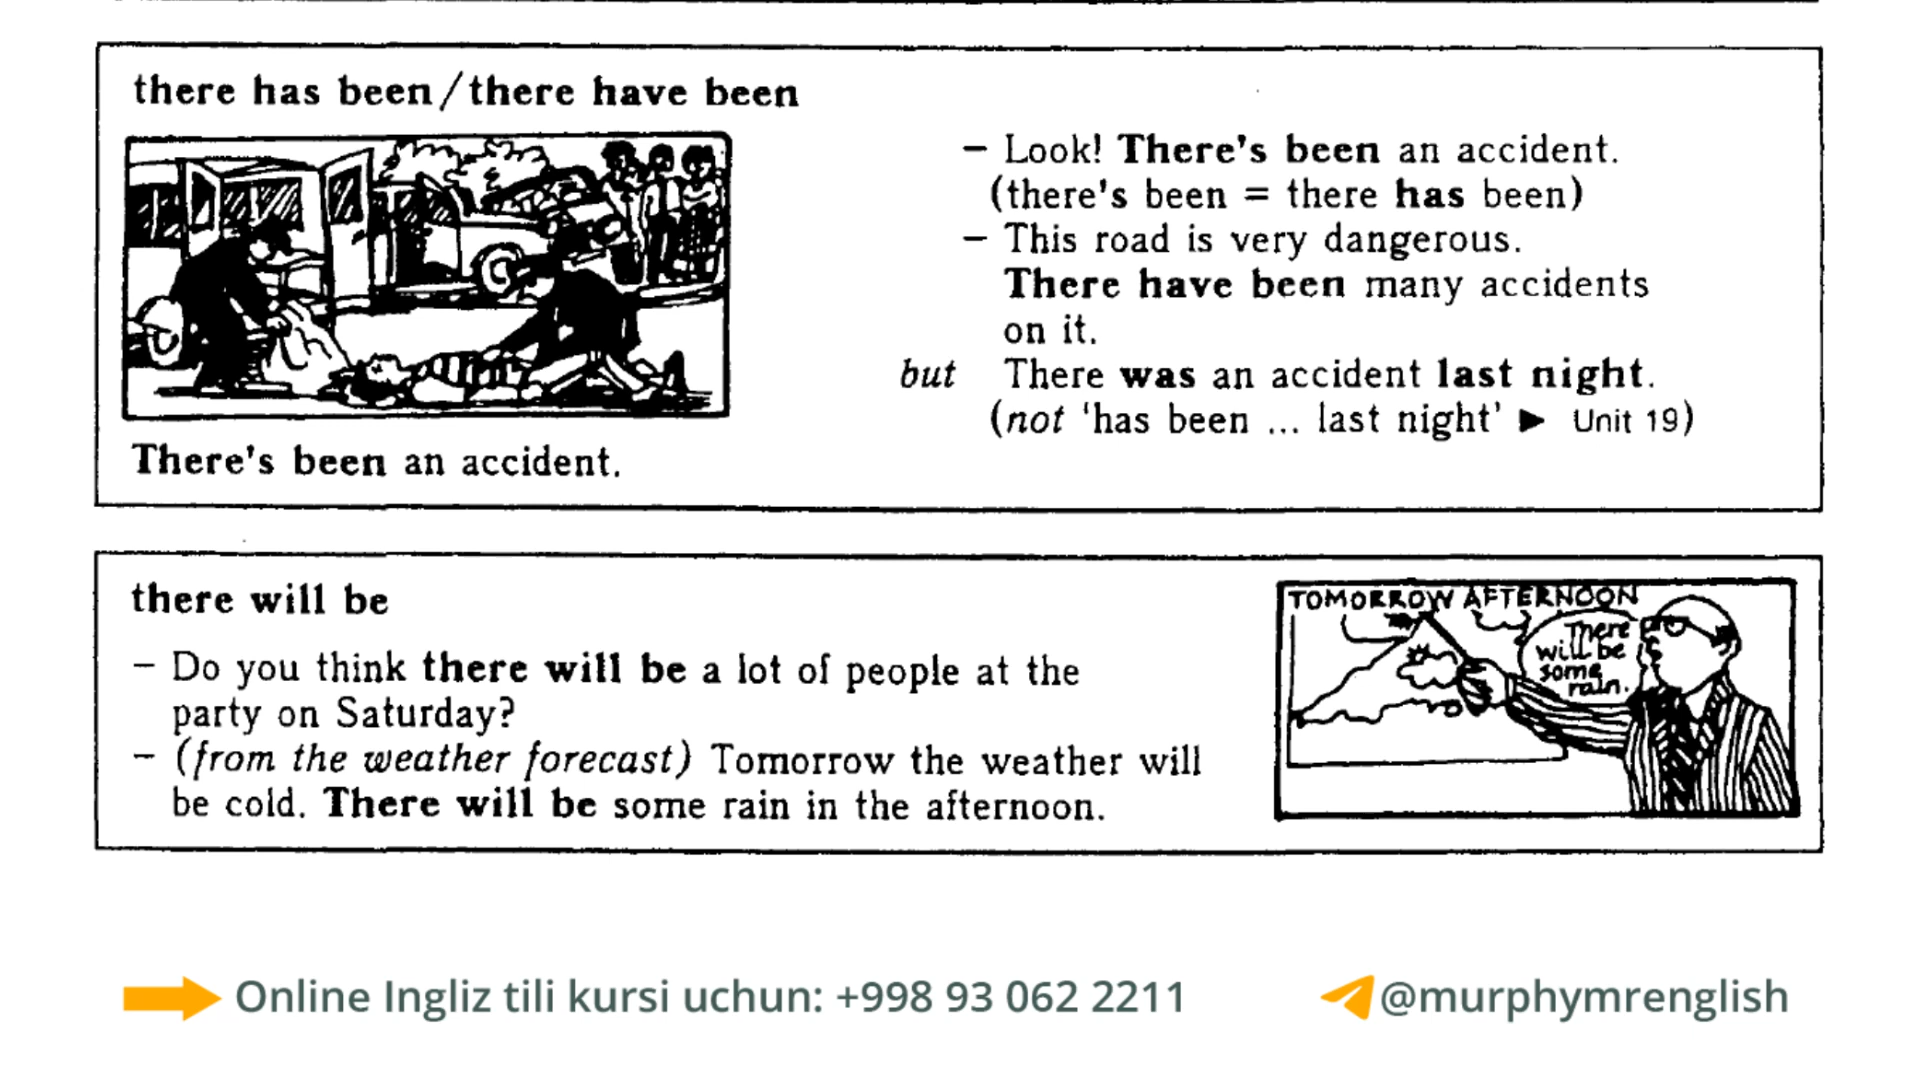 there has been/there have been
– Look! There's been an accident.
(there's been = there has been)
– This road is very dangerous.
There have been many accidents
on it.
but There was an accident last night.
(not 'has been ... last night' ► Unit 19)
There's been an accident.
there will be
– Do you think there will be a lot of people at the
party on Saturday?
– (from the weather forecast) Tomorrow the weather will
be cold. There will be some rain in the afternoon.
TOMORROW AFTERNOON
There
will be
some
rain.
Online Ingliz tili kursi uchun: +998 93 062 2211
@murphymrenglish